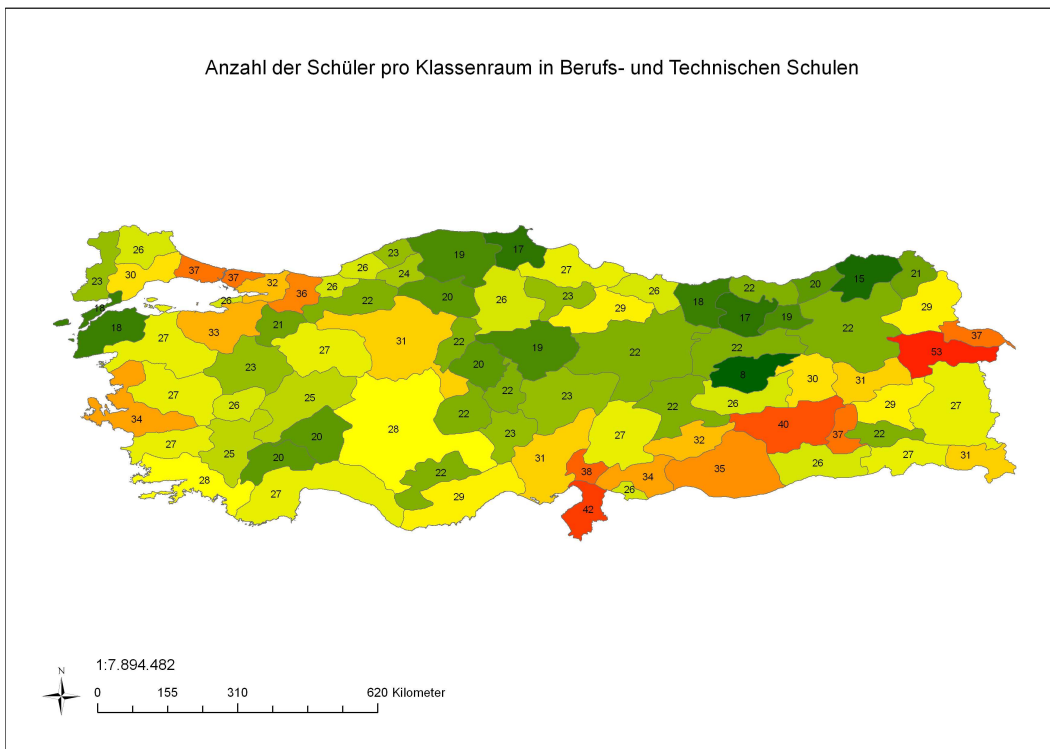 Anzahl der Schüler pro Klassenraum in Berufs- und Technischen Schulen
26 23 19 17
37 37 32 36 26 26 24 27 26 18 22 20 15 21
23 30 26 22 20 26 23 29 17 19 29
18 18 33 21 22 37
27 27 31 19 22 22 22 53
23 20 8 30 31
27 26 25 22 23 26 29 27
34 20 22 22 40 37 22
27 25 20 28 23 27 32 31
28 27 22 29 31 38 34 35 26 27
26 42
N
1:7.894.482
0 155 310 620 Kilometer